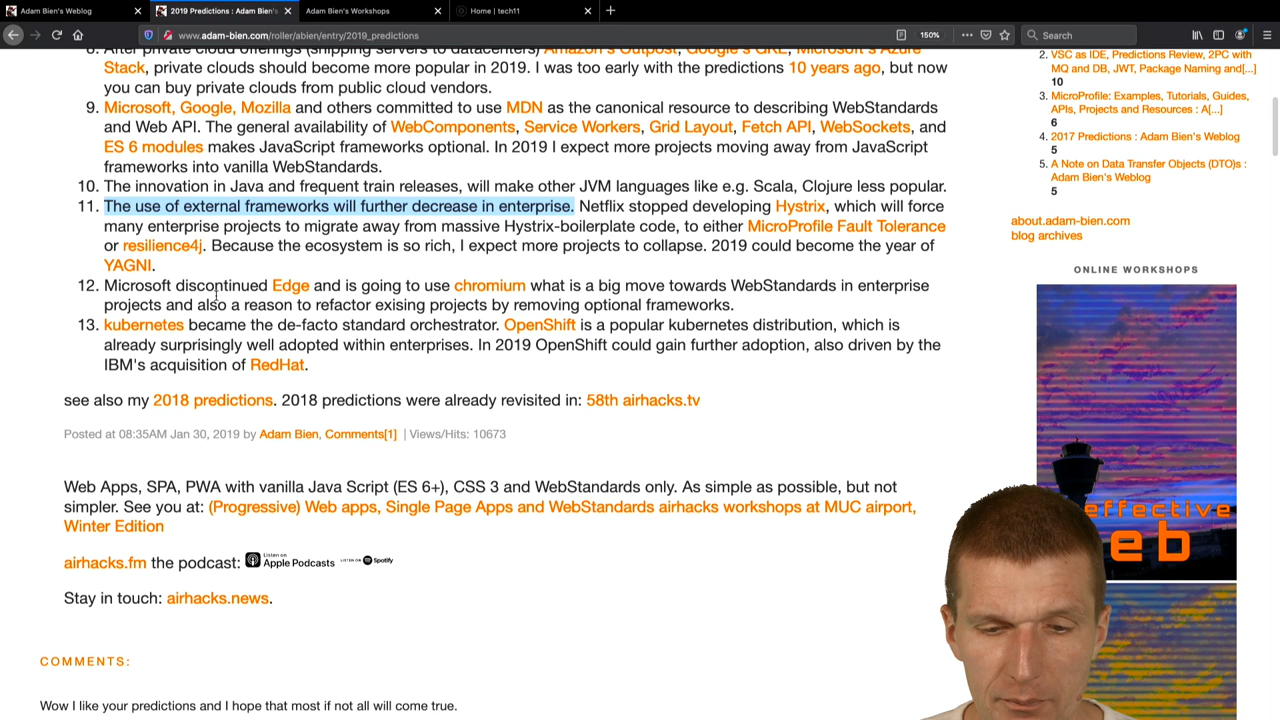 Adam Bien's Weblog
2019 Predictions : Adam Bien's
Adam Bien's Workshops
Home | tech11
www.adam-bien.com/roller/abien/entry/2019_predictions
150%
Search
8. After private cloud offerings (shipping servers to datacenters) Amazon's Outpost, Google's GKE, Microsoft's Azure
Stack, private clouds should become more popular in 2019. I was too early with the predictions 10 years ago, but now
you can buy private clouds from public cloud vendors.
9. Microsoft, Google, Mozilla and others committed to use MDN as the canonical resource to describing WebStandards
and Web API. The general availability of WebComponents, Service Workers, Grid Layout, Fetch API, WebSockets, and
ES 6 modules makes JavaScript frameworks optional. In 2019 I expect more projects moving away from JavaScript
frameworks into vanilla WebStandards.
10. The innovation in Java and frequent train releases, will make other JVM languages like e.g. Scala, Clojure less popular.
11. The use of external frameworks will further decrease in enterprise. Netflix stopped developing Hystrix, which will force
many enterprise projects to migrate away from massive Hystrix-boilerplate code, to either MicroProfile Fault Tolerance
or resilience4j. Because the ecosystem is so rich, I expect more projects to collapse. 2019 could become the year of
YAGNI.
12. Microsoft discontinued Edge and is going to use chromium what is a big move towards WebStandards in enterprise
projects and also a reason to refactor exising projects by removing optional frameworks.
13. kubernetes became the de-facto standard orchestrator. OpenShift is a popular kubernetes distribution, which is
already surprisingly well adopted within enterprises. In 2019 OpenShift could gain further adoption, also driven by the
IBM's acquisition of RedHat.
see also my 2018 predictions. 2018 predictions were already revisited in: 58th airhacks.tv
Posted at 08:35AM Jan 30, 2019 by Adam Bien, Comments[1] | Views/Hits: 10673
Web Apps, SPA, PWA with vanilla Java Script (ES 6+), CSS 3 and WebStandards only. As simple as possible, but not
simpler. See you at: (Progressive) Web apps, Single Page Apps and WebStandards airhacks workshops at MUC airport,
Winter Edition
airhacks.fm the podcast: Listen on Apple Podcasts LISTEN ON Spotify
Stay in touch: airhacks.news.
COMMENTS:
Wow I like your predictions and I hope that most if not all will come true.
2. VSC as IDE, Predictions Review, 2PC with
MQ and DB, JWT, Package Naming and[...]
10
3. MicroProfile: Examples, Tutorials, Guides,
APIs, Projects and Resources : A[...]
6
4. 2017 Predictions : Adam Bien's Weblog
5
5. A Note on Data Transfer Objects (DTO)s :
Adam Bien's Weblog
5
about.adam-bien.com
blog archives
ONLINE WORKSHOPS
effective
eb